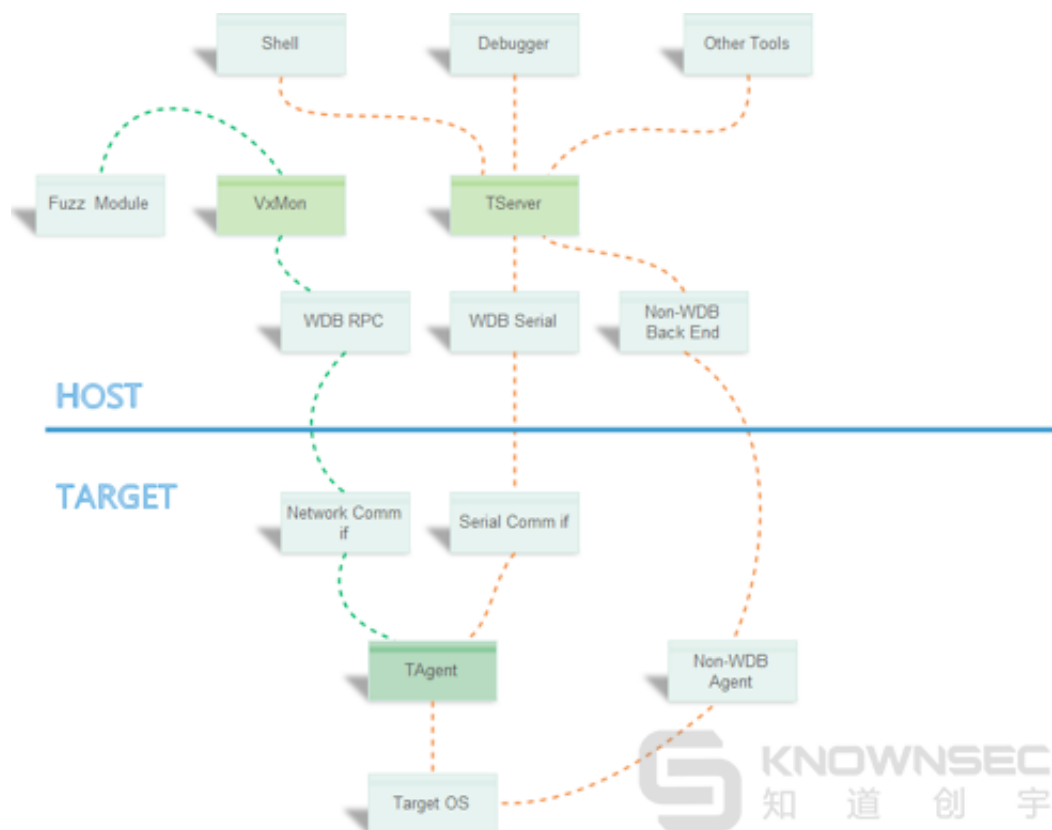 Shell
Debugger
Other Tools
Fuzz Module
VxMon
TServer
WDB RPC
WDB Serial
Non-WDB
Back End
HOST
TARGET
Network Comm
if
Serial Comm if
TAgent
Non-WDB
Agent
Target OS
KNOWNSEC
知道创宇